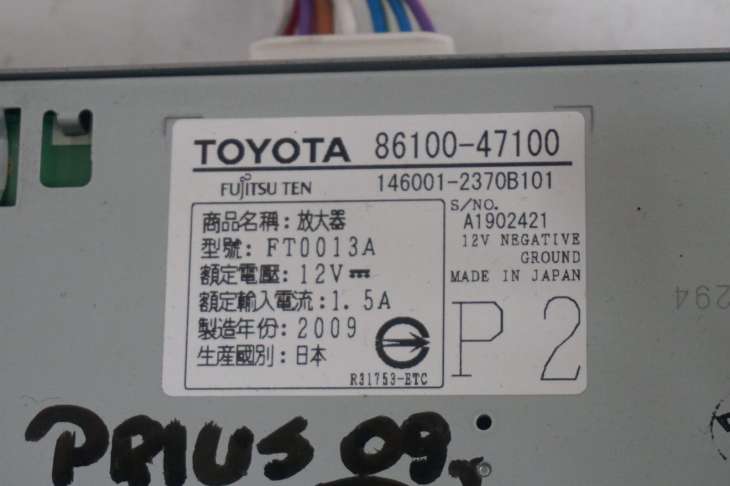 TOYOTA 86100-47100
FUJITSU TEN 146001-2370B101
S/NO.
A1902421
12V NEGATIVE
GROUND
MADE IN JAPAN
P2
商品名稱：放大器
型號：FT0013A
額定電壓：12V
額定輸入電流：1.5A
製造年份：2009
生産國別：日本
R31753-ETC
294
PRIUS 09